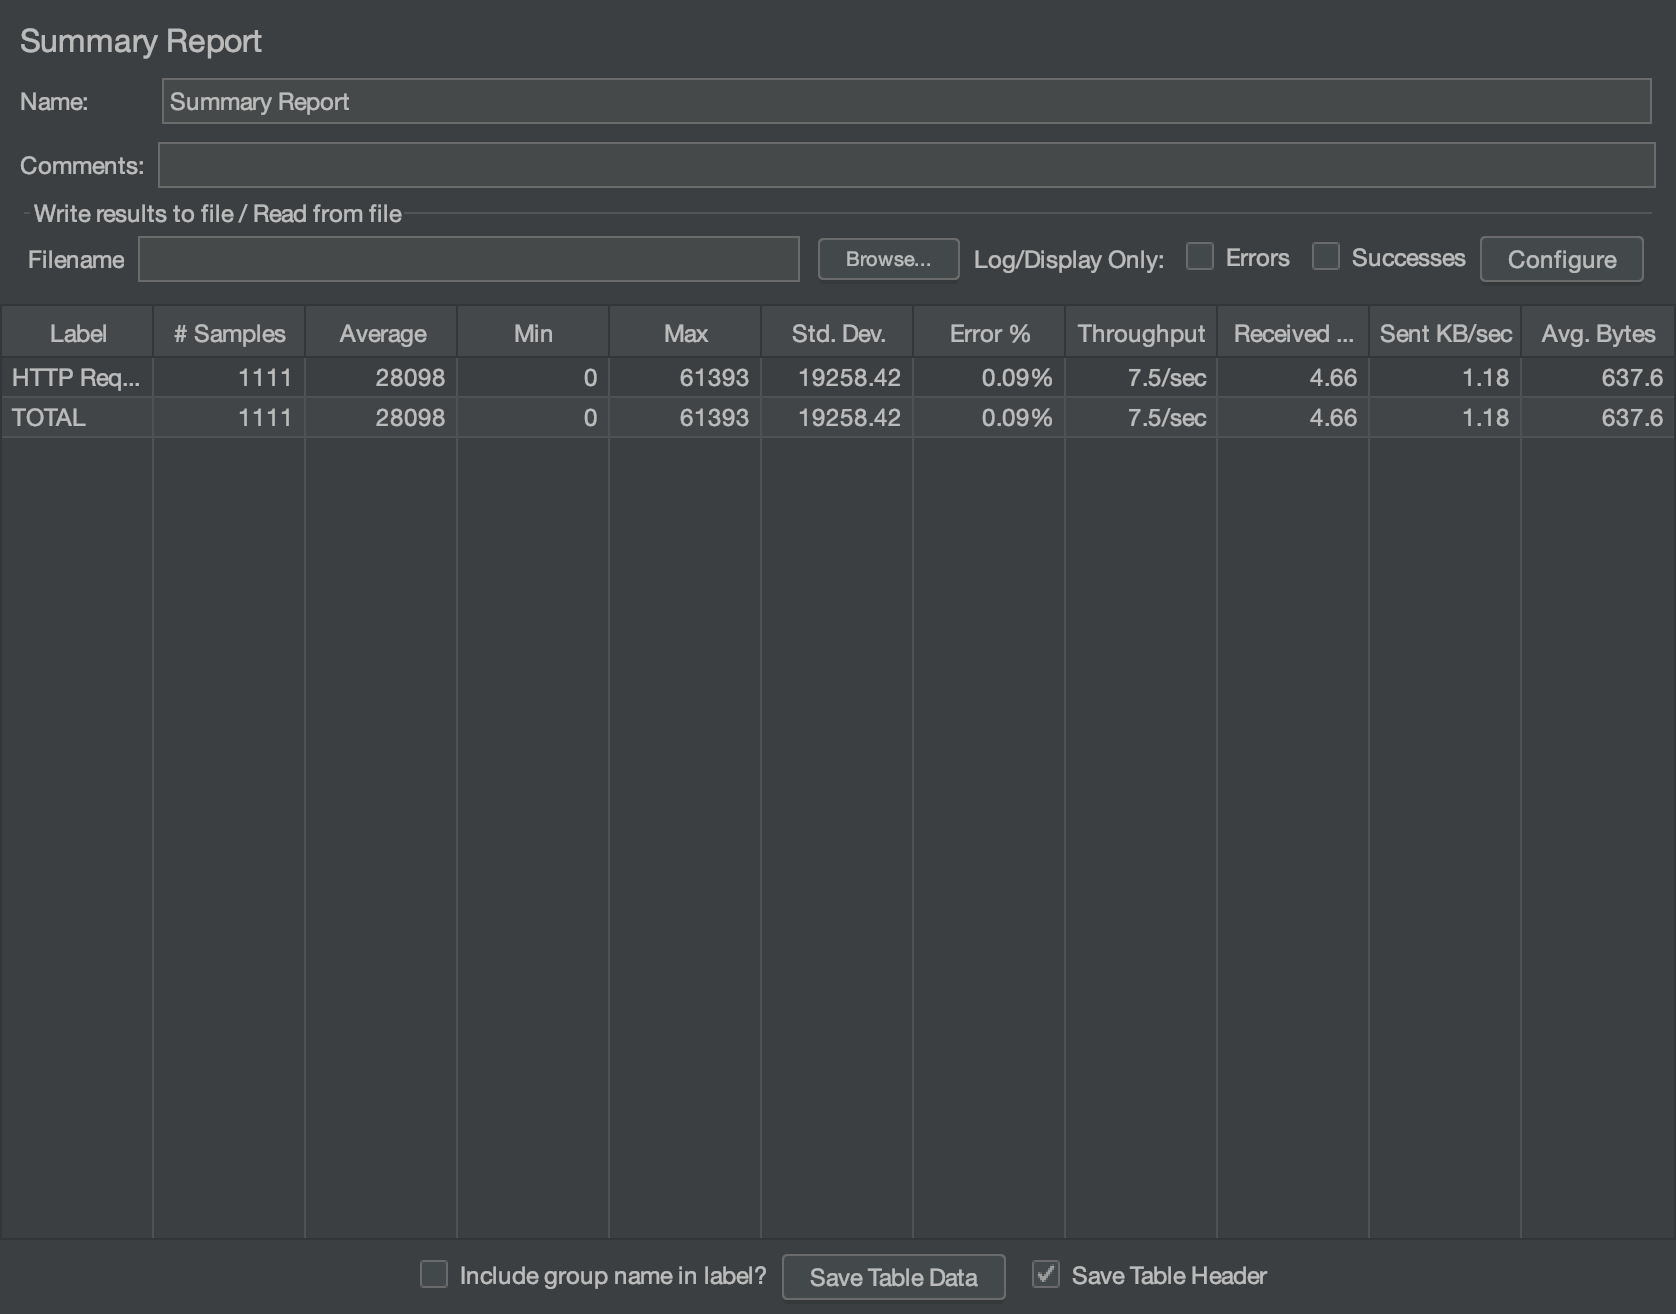 Summary Report
Name: Summary Report
Comments:
Write results to file / Read from file
Filename Browse... Log/Display Only: Errors Successes Configure
Label # Samples Average Min Max Std. Dev. Error % Throughput Received ... Sent KB/sec Avg. Bytes
HTTP Req... 1111 28098 0 61393 19258.42 0.09% 7.5/sec 4.66 1.18 637.6
TOTAL 1111 28098 0 61393 19258.42 0.09% 7.5/sec 4.66 1.18 637.6
Include group name in label? Save Table Data Save Table Header